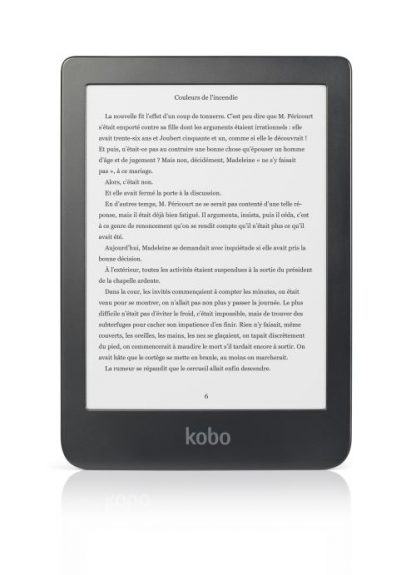 Couleurs de l'incendie
La nouvelle fit l'effet d'un coup de tonnerre. C'est peu dire que M. Péricourt
s'était emporté contre sa fille dont les arguments étaient irrationnels : elle
avait trente-six ans et Joubert cinquante et un, comme si elle le découvrait !
Et puis, n'était-ce pas au contraire une bonne chose qu'épouser un homme
d'âge et de jugement ? Mais non, décidément, Madeleine « ne s'y faisait
pas », à ce mariage.
Alors, c'était non.
Et elle avait fermé la porte à la discussion.
En d'autres temps, M. Péricourt ne se serait pas contenté d'une telle ré-
ponse, mais il était déjà bien fatigué. Il argumenta, insista, puis il céda, c'est
à ce genre de renoncement qu'on se rendit compte qu'il n'était plus ce qu'il
avait été.
Aujourd'hui, Madeleine se demandait avec inquiétude si elle avait pris la
bonne décision.
À l'extérieur, toutes les activités étaient suspendues à la sortie du président
de la chapelle ardente.
Dans la cour, les invités commençaient à compter les minutes, on était
venu pour se montrer, on n'allait pas non plus y passer la journée. Le plus
difficile n'était pas d'éviter le froid, c'était impossible, mais de trouver des
subterfuges pour cacher son impatience d'en finir. Rien n'y faisait, même
couverts, les oreilles, les mains, les nez se glaçaient, on tapait discrètement
du pied, on commencerait à maudire le mort s'il tardait encore à sortir. On
avait hâte que le cortège se mette en branle, au moins on marcherait.
La rumeur se répandit que le cercueil allait enfin descendre.
6
kobo